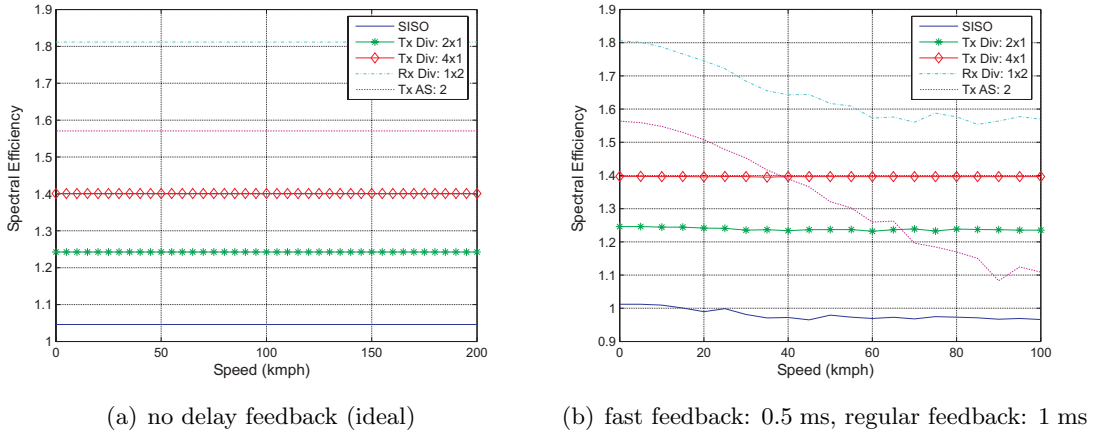 1.9
1.8
1.7
1.6
1.5
1.4
1.3
1.2
1.1
1
0
50
100
150
200
Spectral Efficiency
Speed (kmph)
SISO
Tx Div: 2x1
Tx Div: 4x1
Rx Div: 1x2
Tx AS: 2
(a) no delay feedback (ideal)
1.9
1.8
1.7
1.6
1.5
1.4
1.3
1.2
1.1
1
0.9
0
20
40
60
80
100
Spectral Efficiency
Speed (kmph)
SISO
Tx Div: 2x1
Tx Div: 4x1
Rx Div: 1x2
Tx AS: 2
(b) fast feedback: 0.5 ms, regular feedback: 1 ms